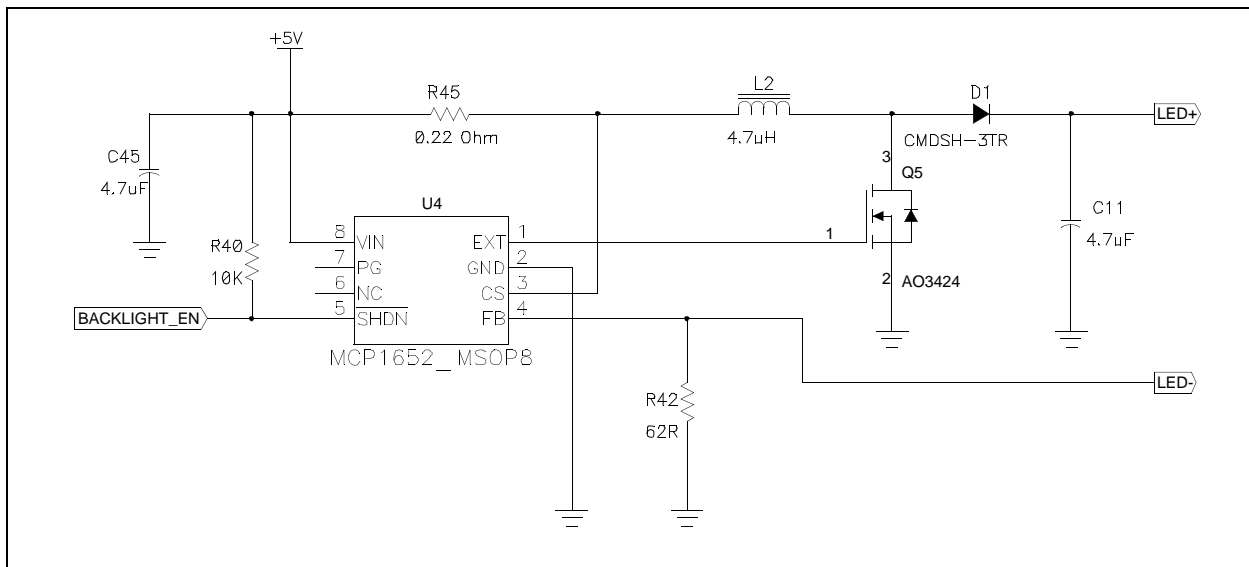 +5V
R45
0.22 Ohm
L2
4.7uH
D1
CMDSH-3TR
LED+
C45
4.7uF
3
Q5
C11
4.7uF
U4
R40
10K
8
VIN
EXT
1
1
7
PG
GND
2
2
AO3424
6
NC
CS
3
BACKLIGHT_EN
5
SHDN
FB
4
MCP1652_MSOP8
LED-
R42
62R